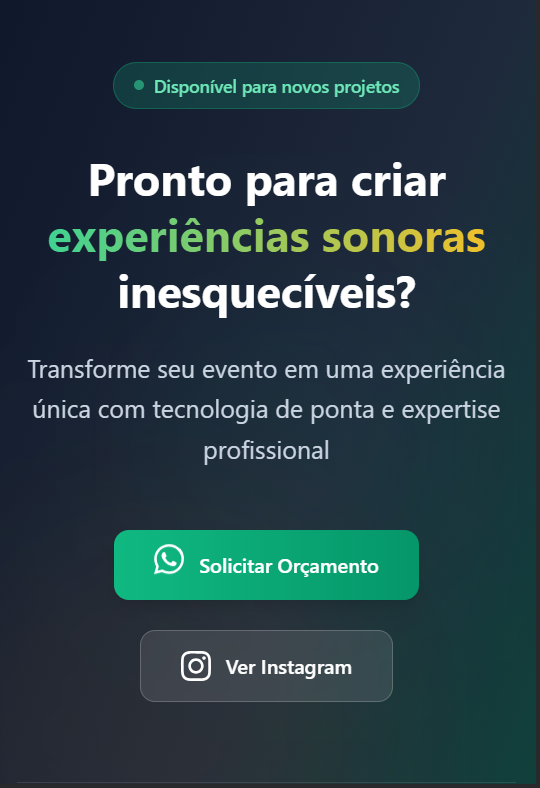 Disponível para novos projetos
Pronto para criar
experiências sonoras
inesquecíveis?
Transforme seu evento em uma experiência
única com tecnologia de ponta e expertise
profissional
Solicitar Orçamento
Ver Instagram